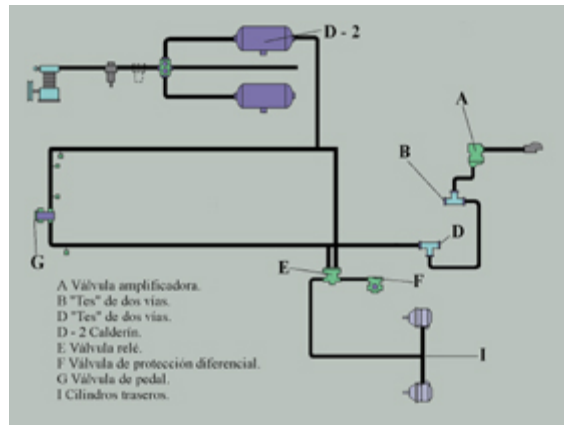 D - 2
A
B
D
G
E
F
I
A Válvula amplificadora.
B "Tes" de dos vías.
D "Tes" de dos vías.
D - 2 Calderín.
E Válvula relé.
F Válvula de protección diferencial.
G Válvula de pedal.
I Cilindros traseros.